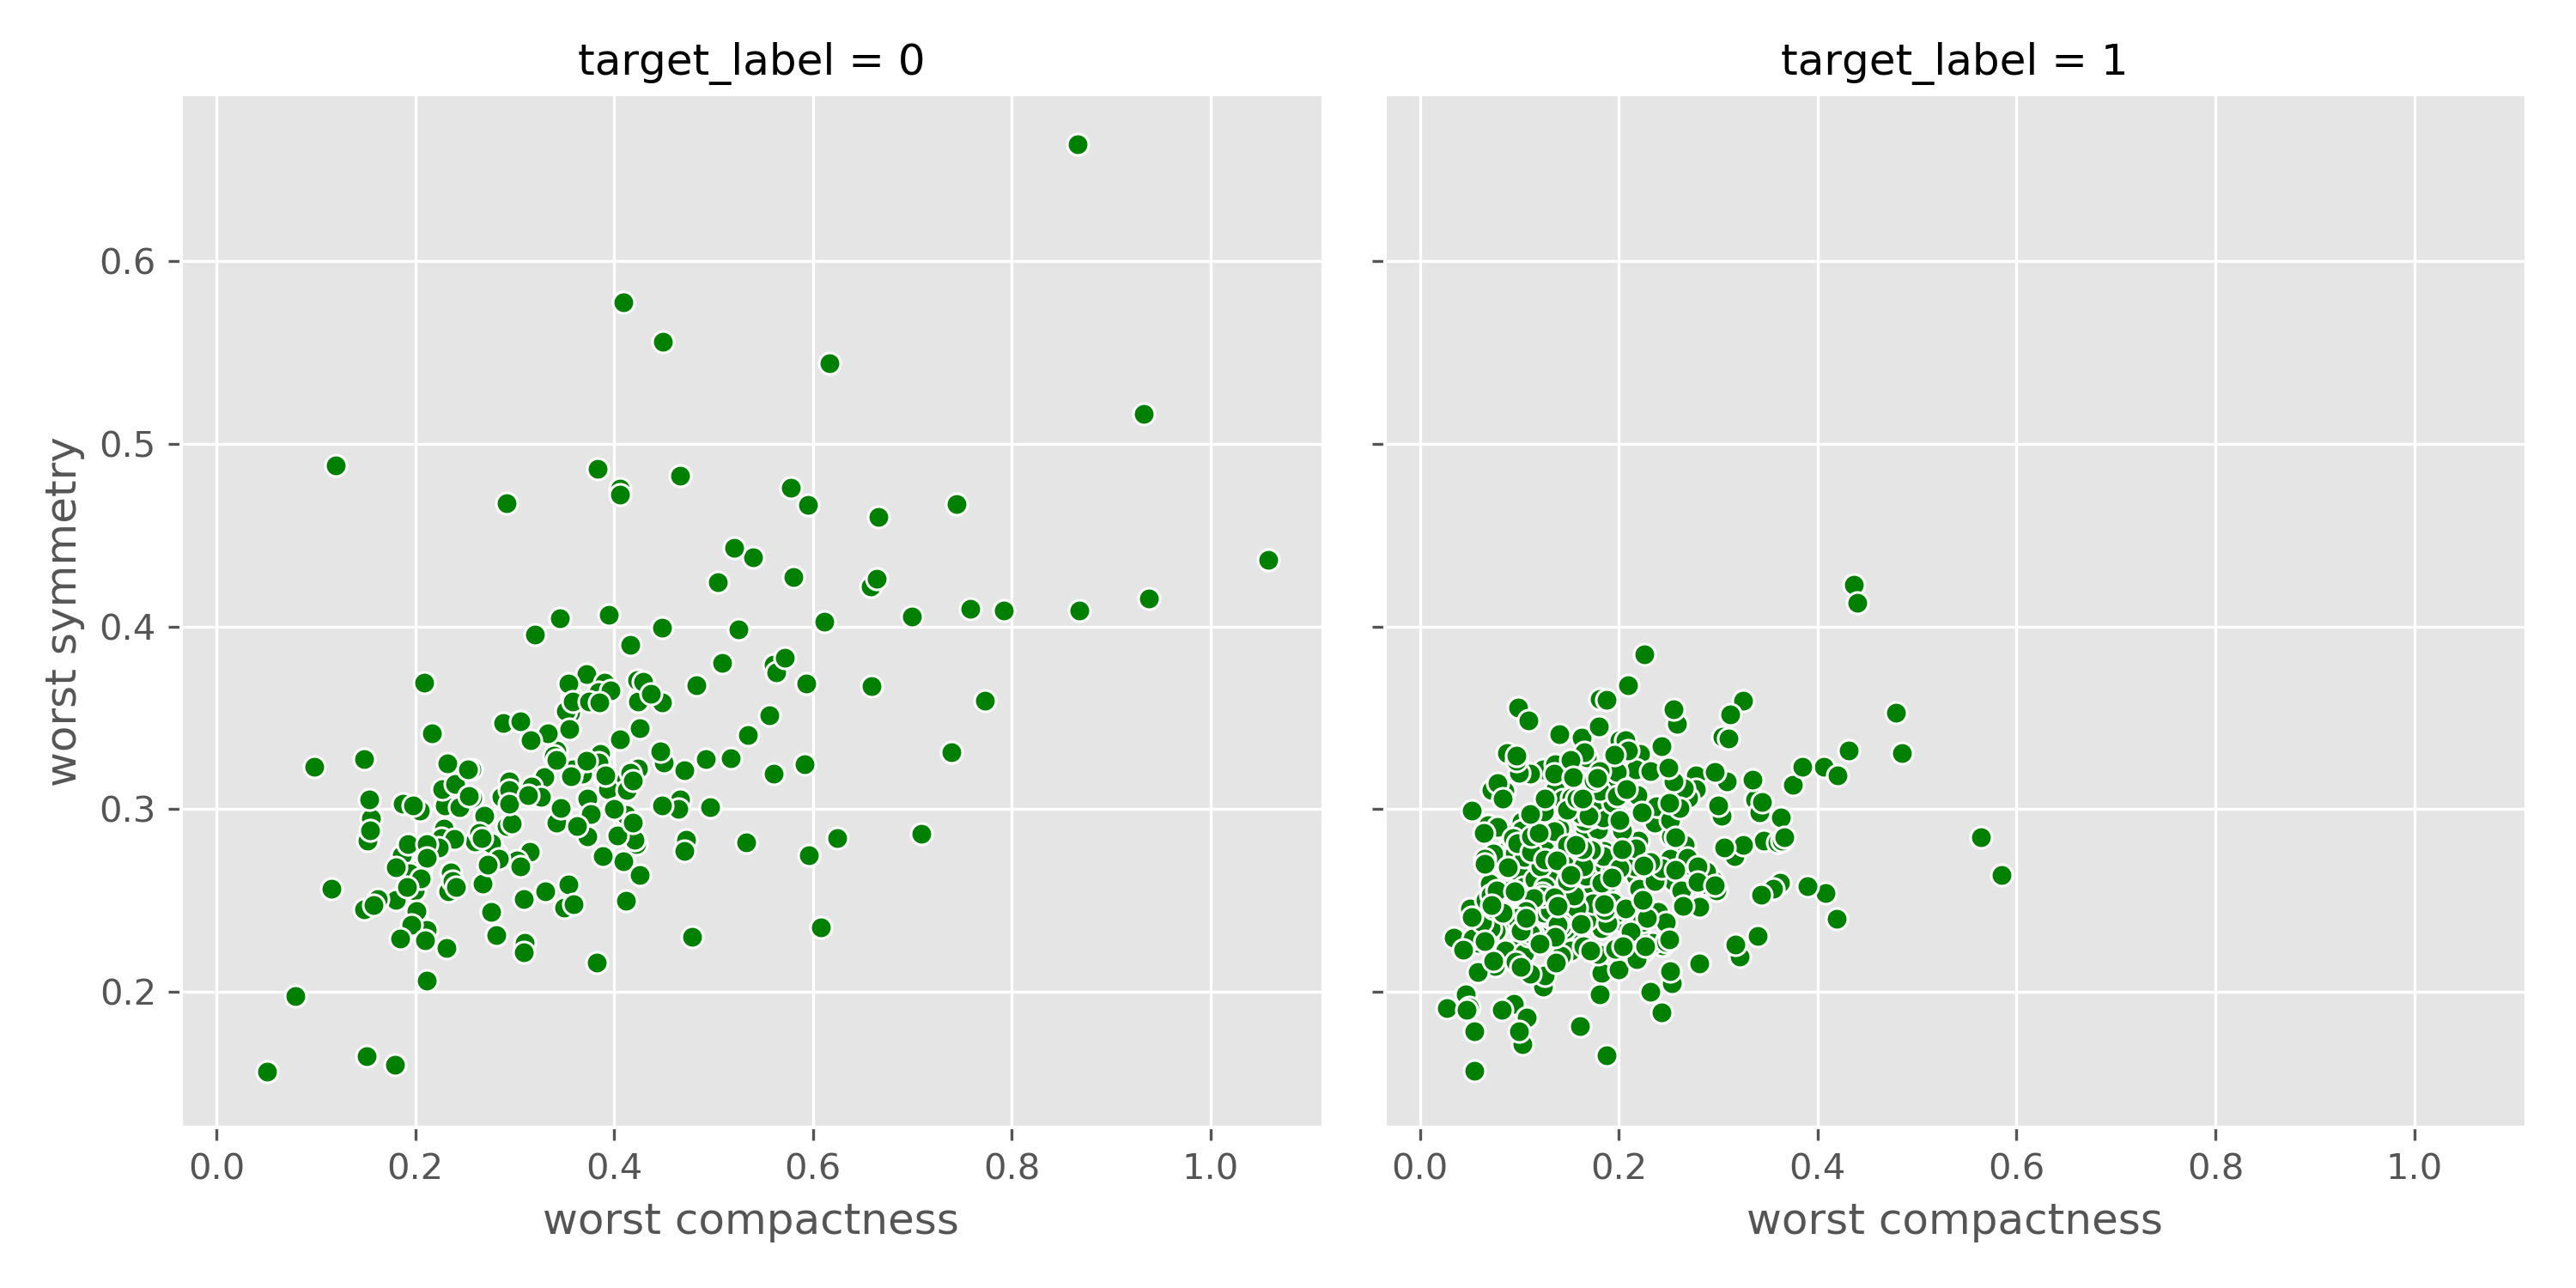 target_label = 0
target_label = 1
worst symmetry
0.6
0.5
0.4
0.3
0.2
0.0 0.2 0.4 0.6 0.8 1.0
0.0 0.2 0.4 0.6 0.8 1.0
worst compactness
worst compactness